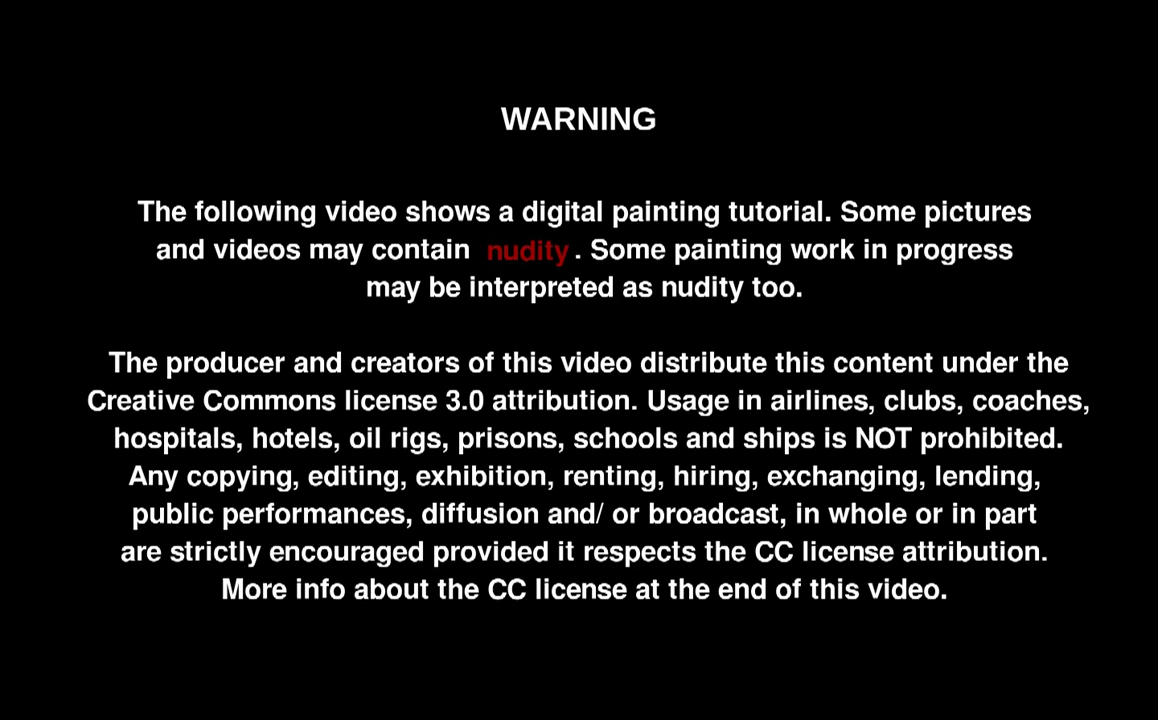 WARNING
The following video shows a digital painting tutorial. Some pictures
and videos may contain nudity. Some painting work in progress
may be interpreted as nudity too.
The producer and creators of this video distribute this content under the
Creative Commons license 3.0 attribution. Usage in airlines, clubs, coaches,
hospitals, hotels, oil rigs, prisons, schools and ships is NOT prohibited.
Any copying, editing, exhibition, renting, hiring, exchanging, lending,
public performances, diffusion and/ or broadcast, in whole or in part
are strictly encouraged provided it respects the CC license attribution.
More info about the CC license at the end of this video.